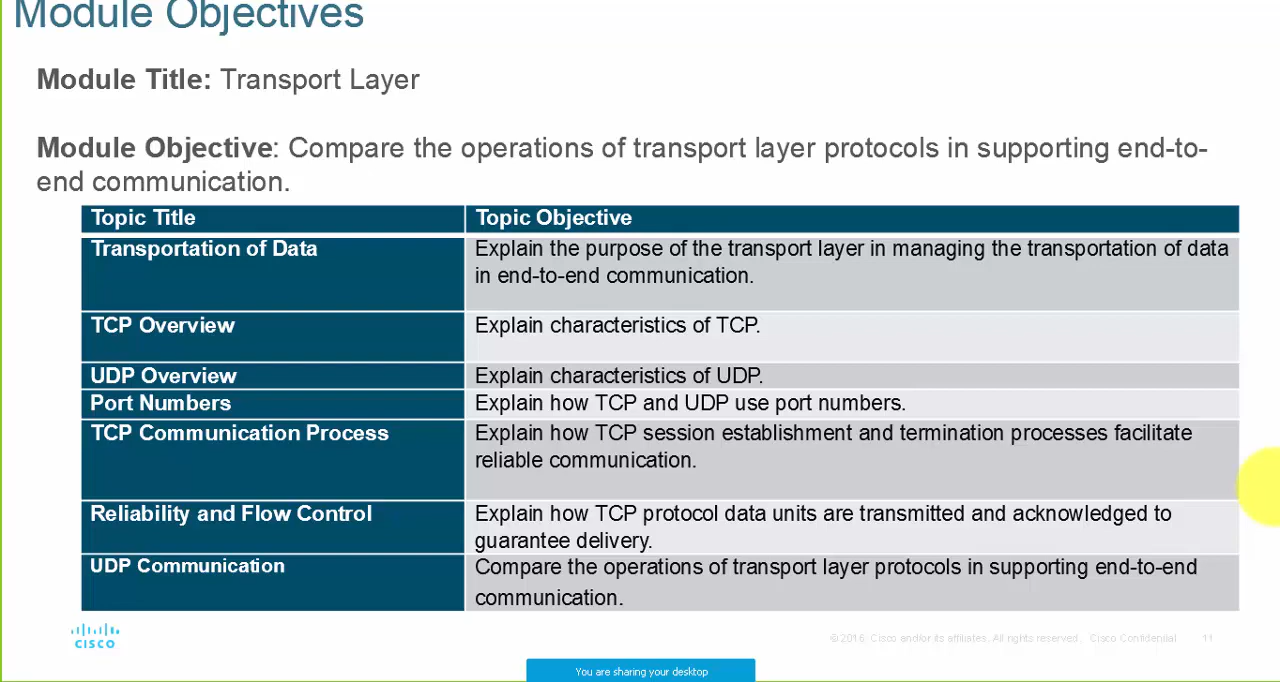 Module Objectives
Module Title: Transport Layer
Module Objective: Compare the operations of transport layer protocols in supporting end-to-
end communication.
Topic Title Topic Objective
Transportation of Data Explain the purpose of the transport layer in managing the transportation of data
in end-to-end communication.
TCP Overview Explain characteristics of TCP.
UDP Overview Explain characteristics of UDP.
Port Numbers Explain how TCP and UDP use port numbers.
TCP Communication Process Explain how TCP session establishment and termination processes facilitate
reliable communication.
Reliability and Flow Control Explain how TCP protocol data units are transmitted and acknowledged to
guarantee delivery.
UDP Communication Compare the operations of transport layer protocols in supporting end-to-end
communication.
CISCO © 2016 Cisco and/or its affiliates. All rights reserved. Cisco Confidential 11
You are sharing your desktop